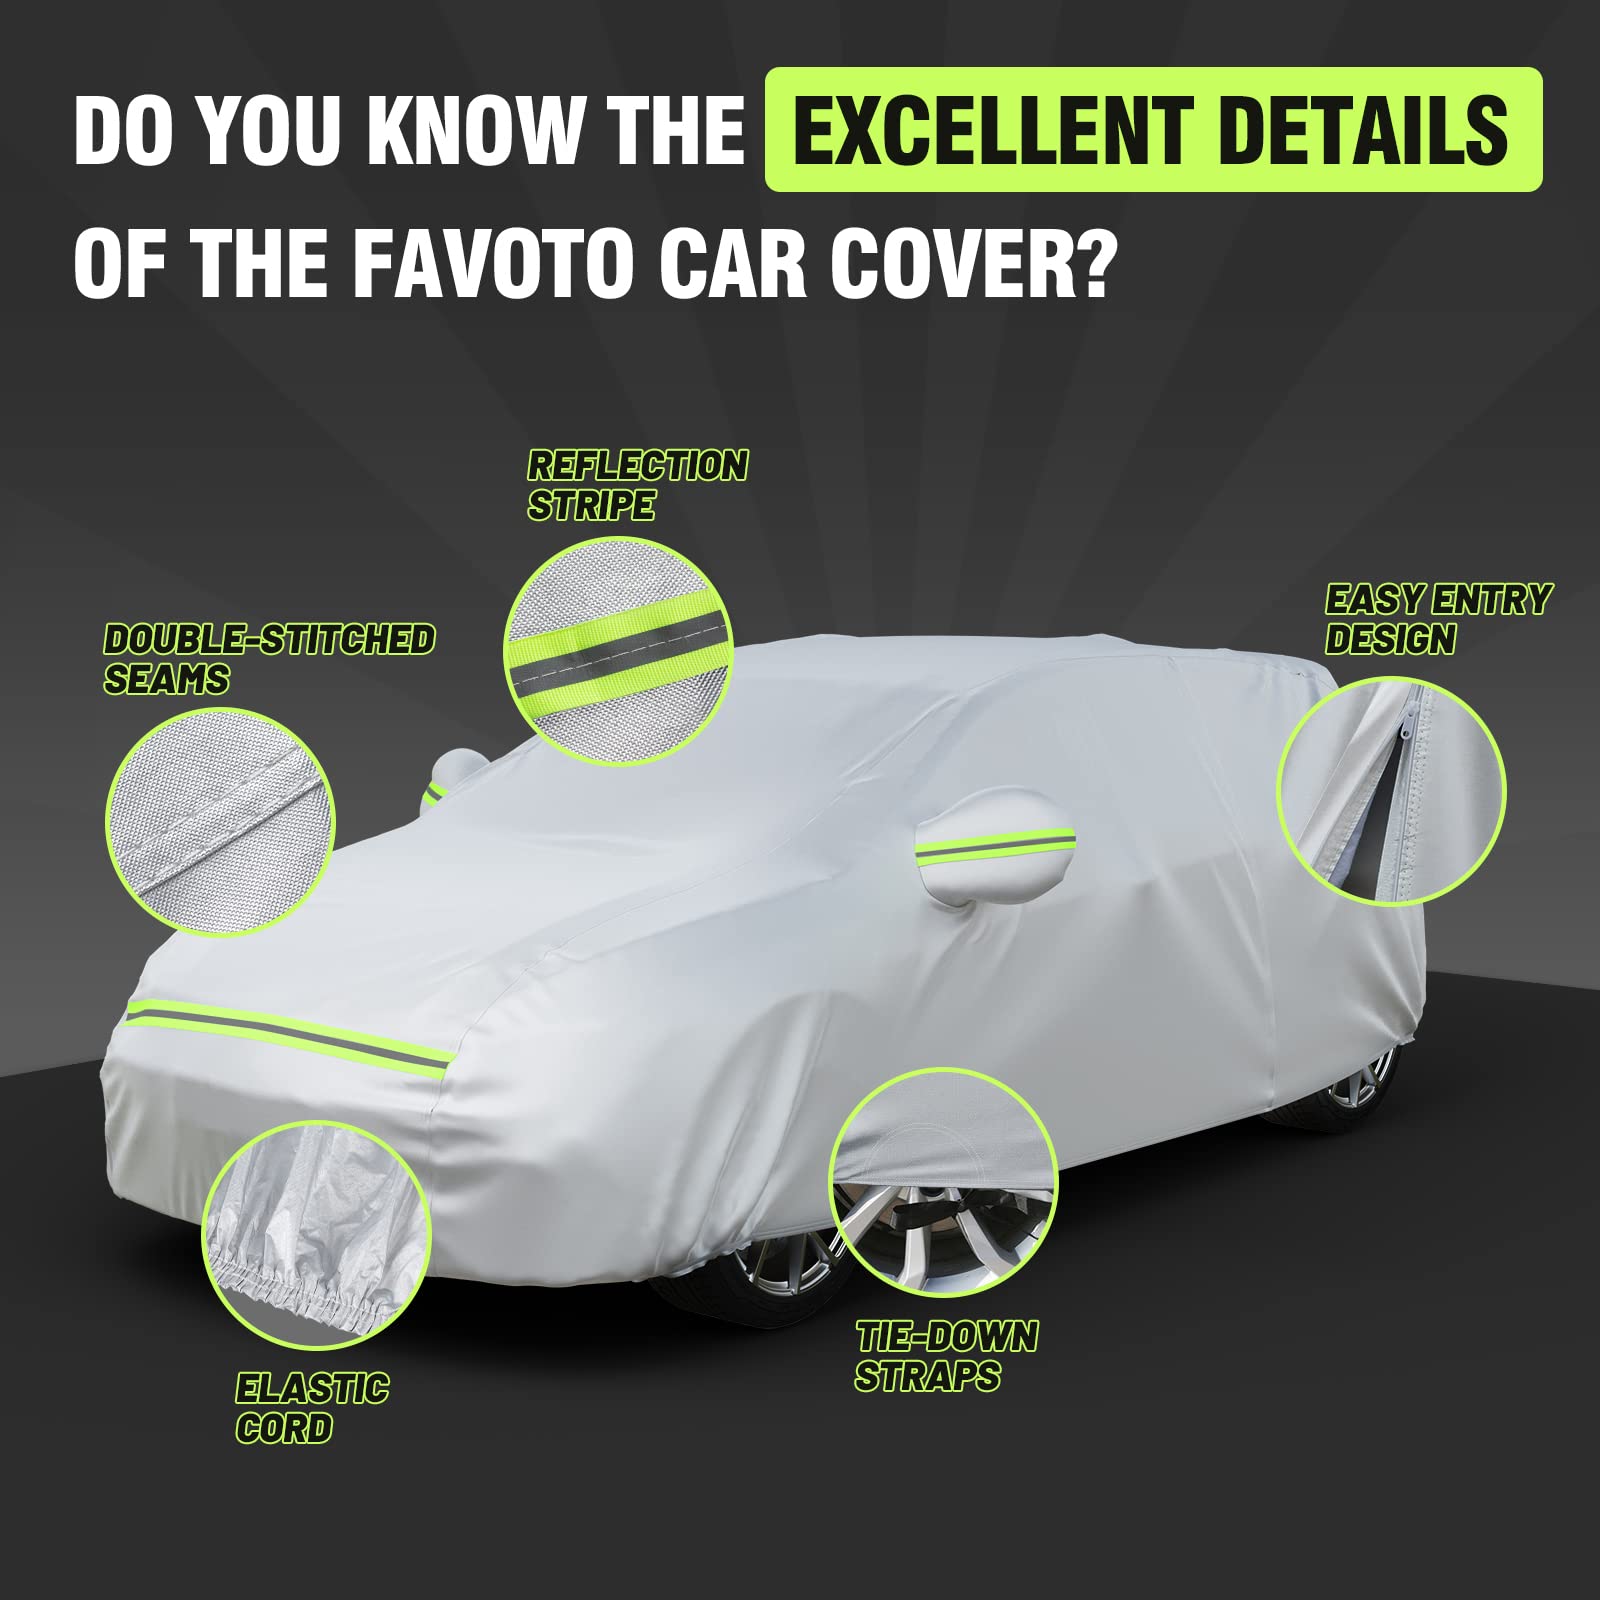 DO YOU KNOW THE EXCELLENT DETAILS
OF THE FAVOTO CAR COVER?
REFLECTION
STRIPE
EASY ENTRY
DESIGN
DOUBLE-STITCHED
SEAMS
TIE-DOWN
STRAPS
ELASTIC
CORD